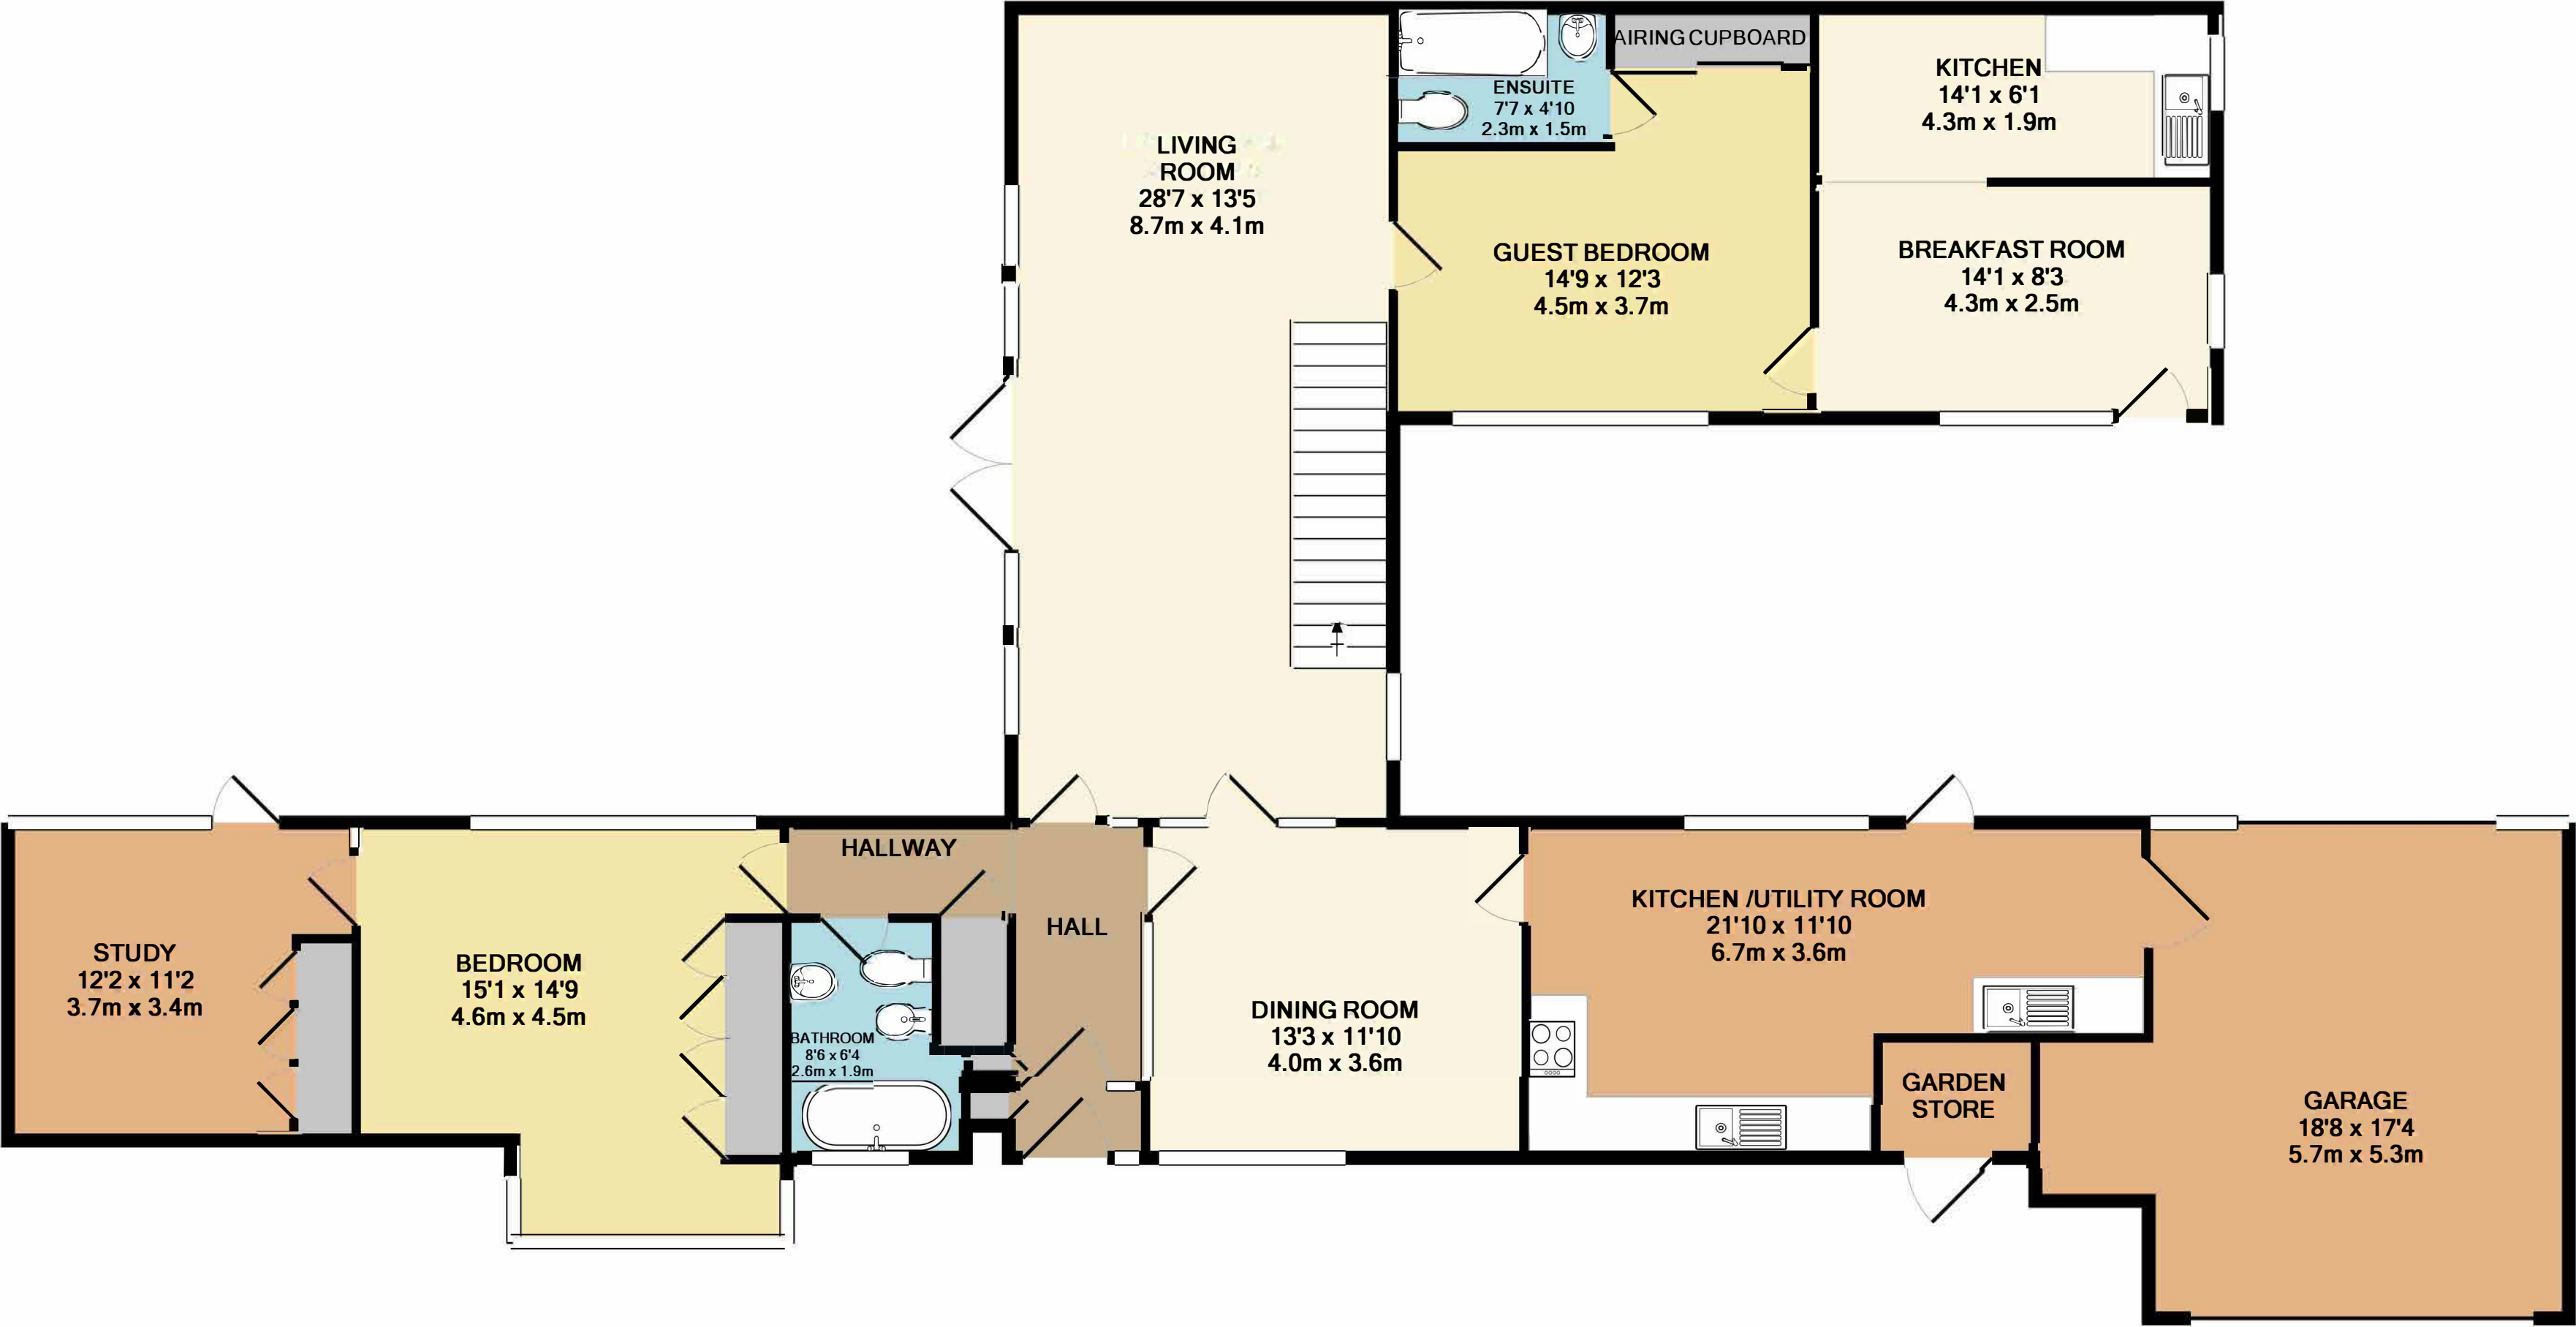 LIVING
ROOM
28'7 x 13'5
8.7m x 4.1m
ENSUITE
7'7 x 4'10
2.3m x 1.5m
AIRING CUPBOARD
KITCHEN
14'1 x 6'1
4.3m x 1.9m
GUEST BEDROOM
14'9 x 12'3
4.5m x 3.7m
BREAKFAST ROOM
14'1 x 8'3
4.3m x 2.5m
STUDY
12'2 x 11'2
3.7m x 3.4m
BEDROOM
15'1 x 14'9
4.6m x 4.5m
HALLWAY
BATHROOM
8'6 x 6'4
2.6m x 1.9m
HALL
DINING ROOM
13'3 x 11'10
4.0m x 3.6m
KITCHEN /UTILITY ROOM
21'10 x 11'10
6.7m x 3.6m
GARDEN
STORE
GARAGE
18'8 x 17'4
5.7m x 5.3m